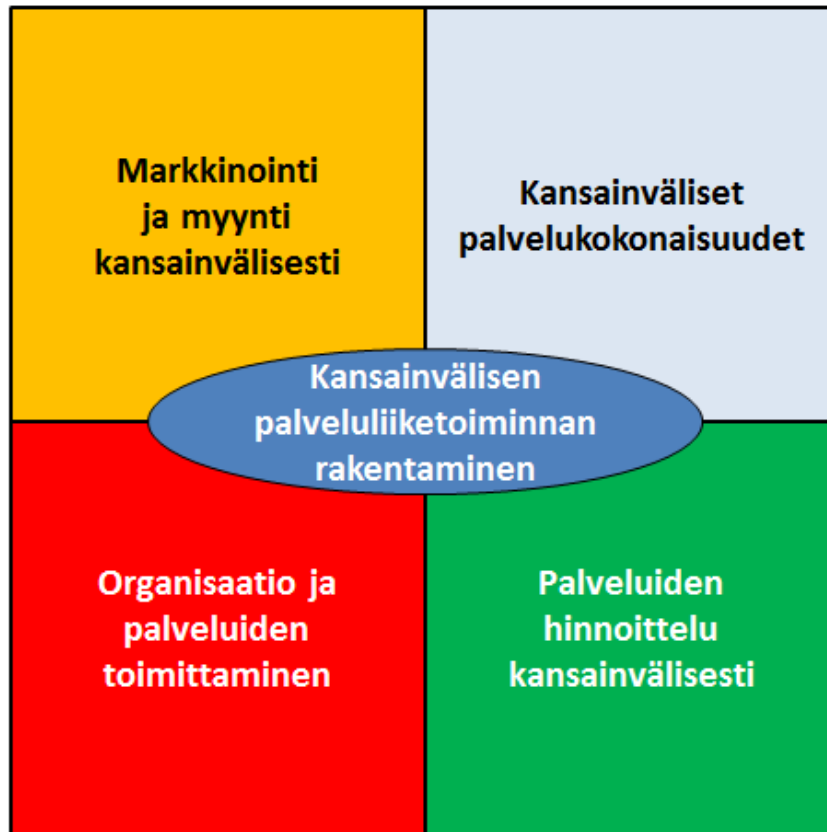 Markkinointi
ja myynti
kansainvälisesti
Kansainväliset
palvelukokonaisuudet
Kansainvälisen
palveluliiketoiminnan
rakentaminen
Organisaatio ja
palveluiden
toimittaminen
Palveluiden
hinnoittelu
kansainvälisesti